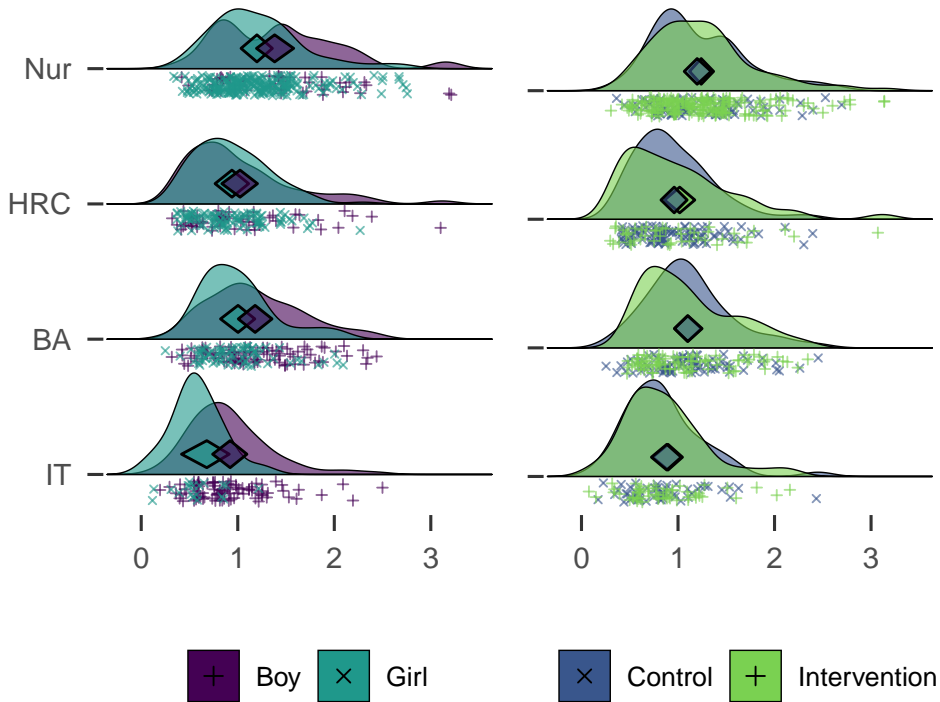 Nur
HRC
BA
IT
0 1 2 3
0 1 2 3
Boy Girl
Control Intervention